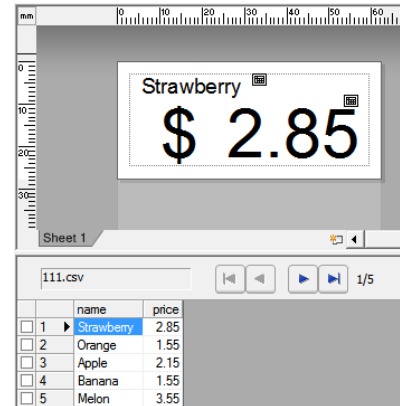 mm
0 10 20 30 40 50 60
0
10
20
30
Strawberry
$ 2.85
Sheet 1
111.csv
1/5
name price
1 Strawberry 2.85
2 Orange 1.55
3 Apple 2.15
4 Banana 1.55
5 Melon 3.55